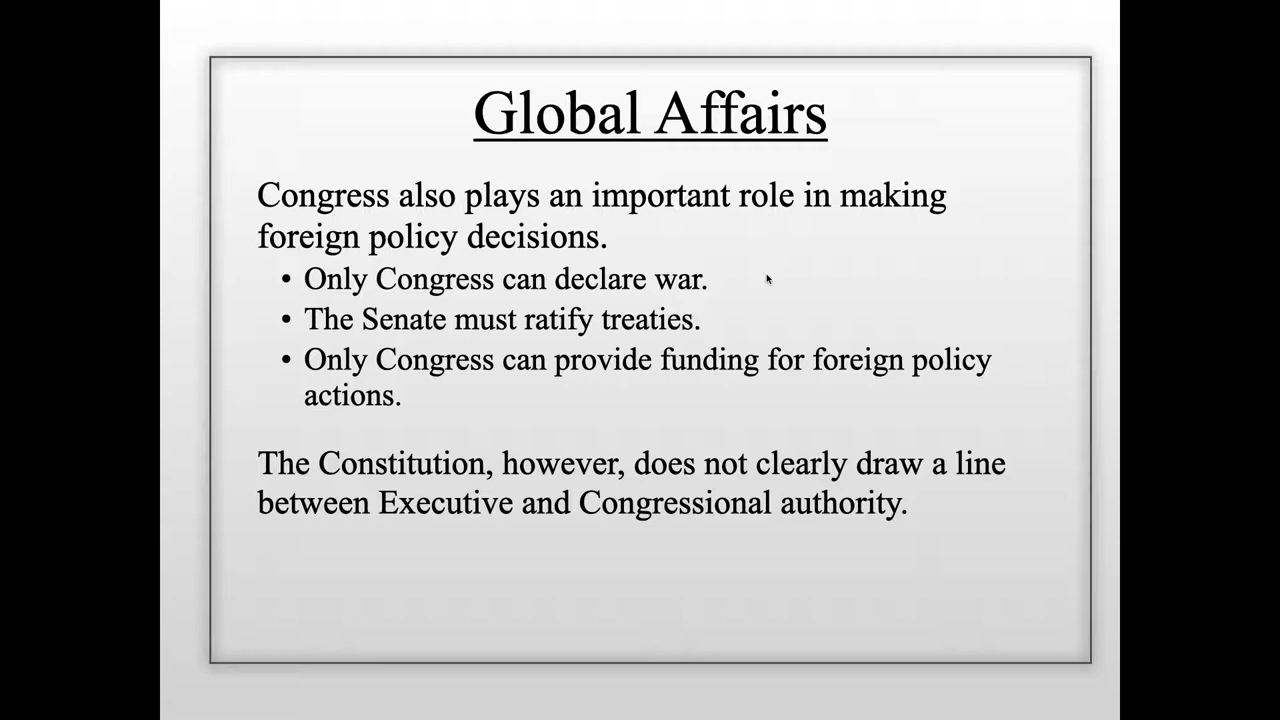 Global Affairs
Congress also plays an important role in making
foreign policy decisions.
• Only Congress can declare war.
• The Senate must ratify treaties.
• Only Congress can provide funding for foreign policy
actions.
The Constitution, however, does not clearly draw a line
between Executive and Congressional authority.